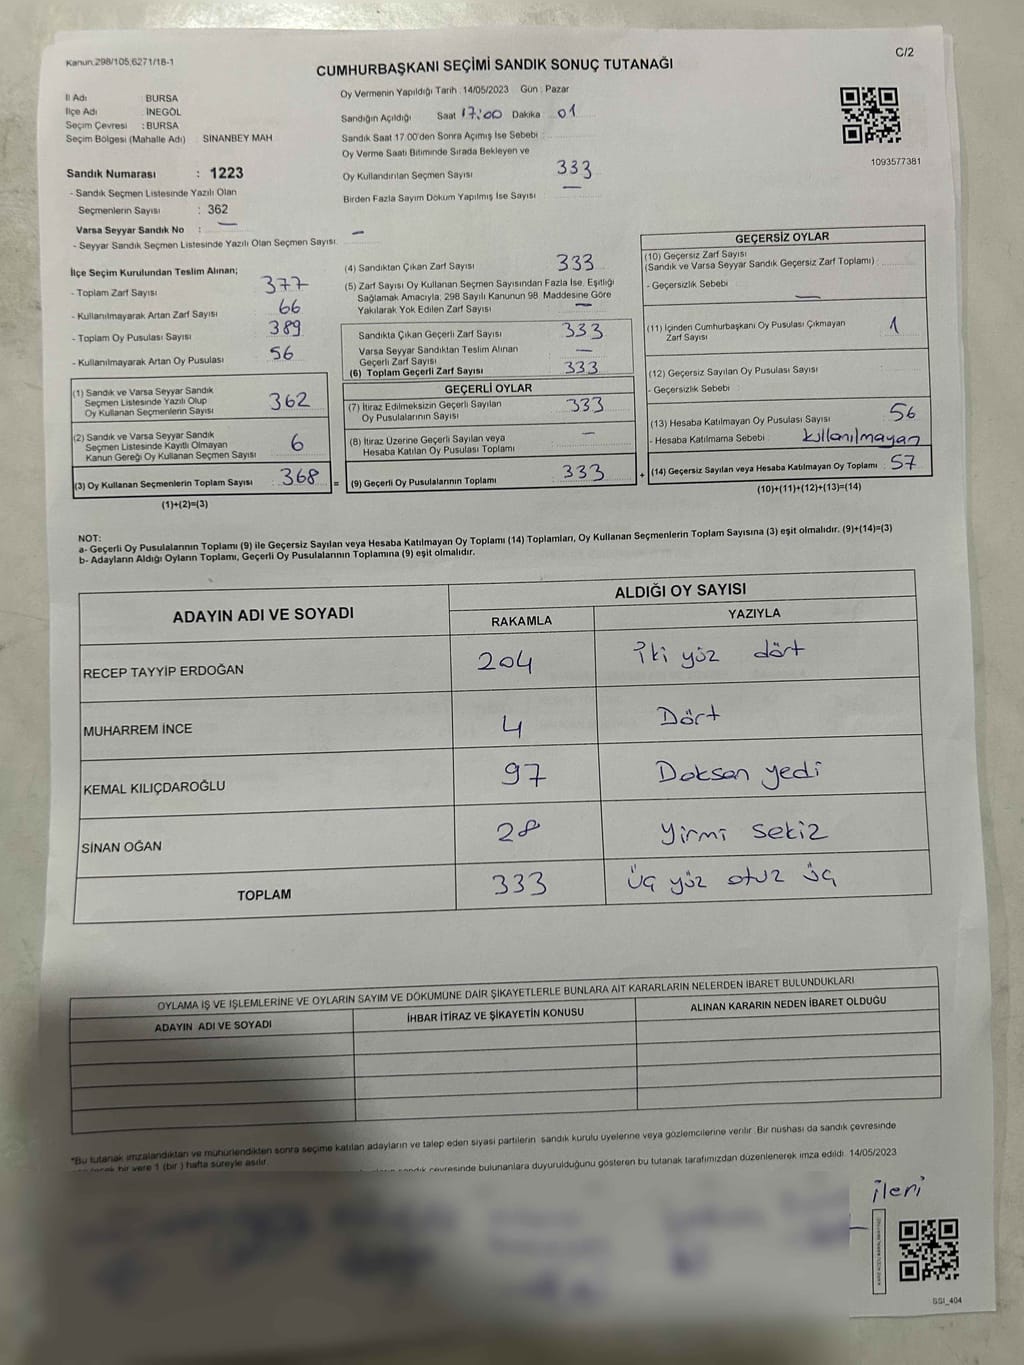 Kanun.298/105,6271/18-1
C/2
CUMHURBAŞKANI SEÇİMİ SANDIK SONUÇ TUTANAĞI
İl Adı BURSA
İlçe Adı İNEGÖL
Seçim Çevresi : BURSA
Seçim Bölgesi (Mahalle Adı) SİNANBEY MAH
Oy Vermenin Yapıldığı Tarih : 14/05/2023 Gün : Pazar
Sandığın Açıldığı Saat 17:00 Dakika 01
Sandık Saat 17.00'den Sonra Açımış İse Sebebi :
Oy Verme Saati Bitiminde Sırada Bekleyen ve
Oy Kullandırılan Seçmen Sayısı 333
Birden Fazla Sayım Döküm Yapılmış İse Sayısı —
1093577381
Sandık Numarası : 1223
- Sandık Seçmen Listesinde Yazılı Olan
Seçmenlerin Sayısı : 362
Varsa Seyyar Sandık No : —
- Seyyar Sandık Seçmen Listesinde Yazılı Olan Seçmen Sayısı —
İlçe Seçim Kurulundan Teslim Alınan;
- Toplam Zarf Sayısı 377
- Kullanılmayarak Artan Zarf Sayısı 66
- Toplam Oy Pusulası Sayısı 389
- Kullanılmayarak Artan Oy Pusulası 56
(1) Sandık ve Varsa Seyyar Sandık
Seçmen Listesinde Yazılı Olup
Oy Kullanan Seçmenlerin Sayısı 362
(2) Sandık ve Varsa Seyyar Sandık
Seçmen Listesinde Kayıtlı Olmayan
Kanun Gereği Oy Kullanan Seçmen Sayısı 6
(3) Oy Kullanan Seçmenlerin Toplam Sayısı 368 =
(1)+(2)=(3)
(4) Sandıktan Çıkan Zarf Sayısı 333
(5) Zarf Sayısı Oy Kullanan Seçmen Sayısından Fazla İse, Eşitliği
Sağlamak Amacıyla; 298 Sayılı Kanunun 98. Maddesine Göre
Yakılarak Yok Edilen Zarf Sayısı —
Sandıkta Çıkan Geçerli Zarf Sayısı 333
Varsa Seyyar Sandıktan Teslim Alınan
Geçerli Zarf Sayısı —
(6) Toplam Geçerli Zarf Sayısı 333
GEÇERLİ OYLAR
(7) İtiraz Edilmeksizin Geçerli Sayılan
Oy Pusulalarının Sayısı 333
(8) İtiraz Üzerine Geçerli Sayılan veya
Hesaba Katılan Oy Pusulası Toplamı —
(9) Geçerli Oy Pusulalarının Toplamı 333 +
GEÇERSİZ OYLAR
(10) Geçersiz Zarf Sayısı
(Sandık ve Varsa Seyyar Sandık Geçersiz Zarf Toplamı) :
- Geçersizlik Sebebi —
(11) İçinden Cumhurbaşkanı Oy Pusulası Çıkmayan
Zarf Sayısı 1
(12) Geçersiz Sayılan Oy Pusulası Sayısı
- Geçersizlik Sebebi :
(13) Hesaba Katılmayan Oy Pusulası Sayısı 56
- Hesaba Katılmama Sebebi kullanılmayan
(14) Geçersiz Sayılan veya Hesaba Katılmayan Oy Toplamı : 57
(10)+(11)+(12)+(13)=(14)
NOT:
a- Geçerli Oy Pusulalarının Toplamı (9) ile Geçersiz Sayılan veya Hesaba Katılmayan Oy Toplamı (14) Toplamları, Oy Kullanan Seçmenlerin Toplam Sayısına (3) eşit olmalıdır. (9)+(14)=(3)
b- Adayların Aldığı Oyların Toplamı, Geçerli Oy Pusulalarının Toplamına (9) eşit olmalıdır.
ADAYIN ADI VE SOYADI ALDIĞI OY SAYISI
RAKAMLA YAZIYLA
RECEP TAYYİP ERDOĞAN 204 iki yüz dört
MUHARREM İNCE 4 Dört
KEMAL KILIÇDAROĞLU 97 Doksan yedi
SİNAN OĞAN 28 yirmi sekiz
TOPLAM 333 üç yüz otuz üç
OYLAMA İŞ VE İŞLEMLERİNE VE OYLARIN SAYIM VE DÖKÜMÜNE DAİR ŞİKAYETLERLE BUNLARA AİT KARARLARIN NELERDEN İBARET BULUNDUKLARI
ADAYIN ADI VE SOYADI İHBAR İTİRAZ VE ŞİKAYETİN KONUSU ALINAN KARARIN NEDEN İBARET OLDUĞU
*Bu tutanak imzalandıktan ve mühürlendikten sonra seçime katılan adayların ve talep eden siyasi partilerin sandık kurulu üyelerine veya gözlemcilerine verilir. Bir nüshası da sandık çevresinde
bir yere 1 (bir ) hafta süreyle asılır.
sandık çevresinde bulunanlara duyurulduğunu gösteren bu tutanak tarafımızdan düzenlenerek imza edildi. 14/05/2023
ileri
SSI_404